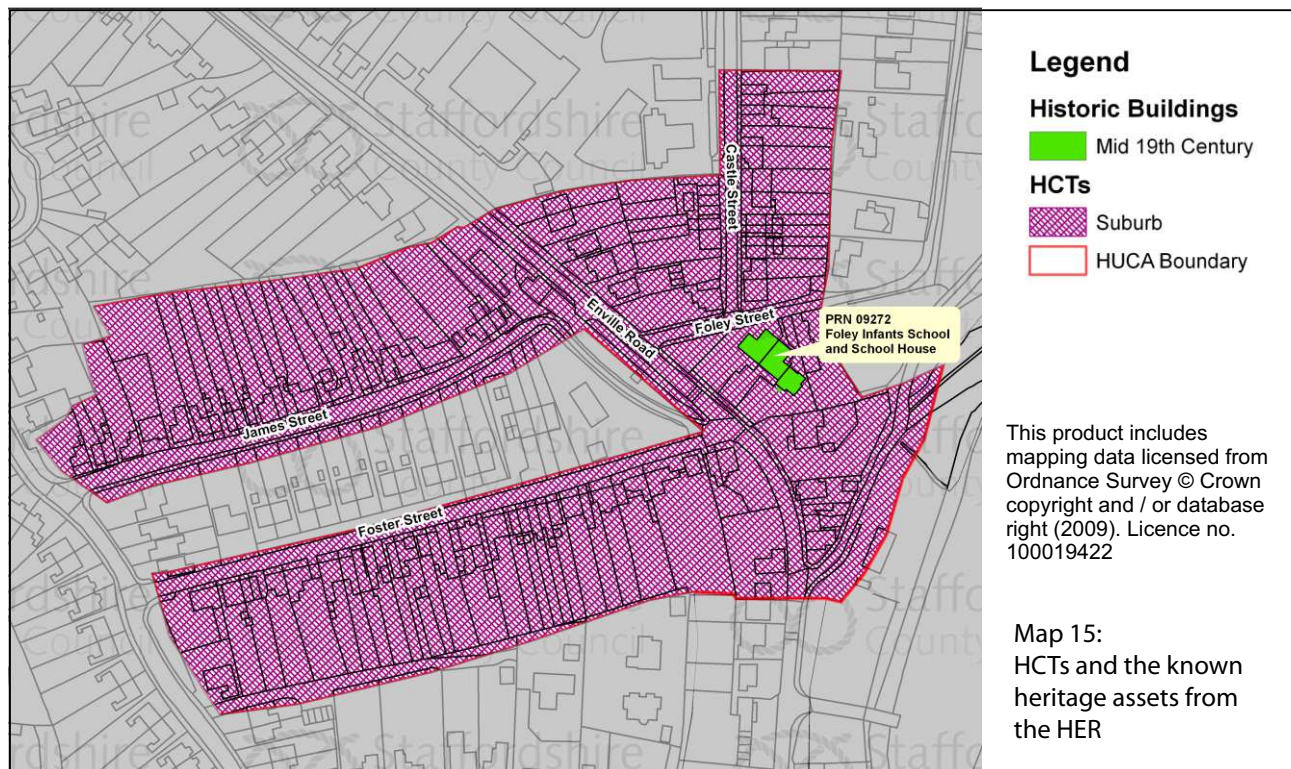 Staffordshire
County Council
Castle Street
Enville Road
Foley Street
PRN 09272
Foley Infants School
and School House
James Street
Foster Street
Legend
Historic Buildings
Mid 19th Century
HCTs
Suburb
HUCA Boundary
This product includes
mapping data licensed from
Ordnance Survey © Crown
copyright and / or database
right (2009). Licence no.
100019422
Map 15:
HCTs and the known
heritage assets from
the HER